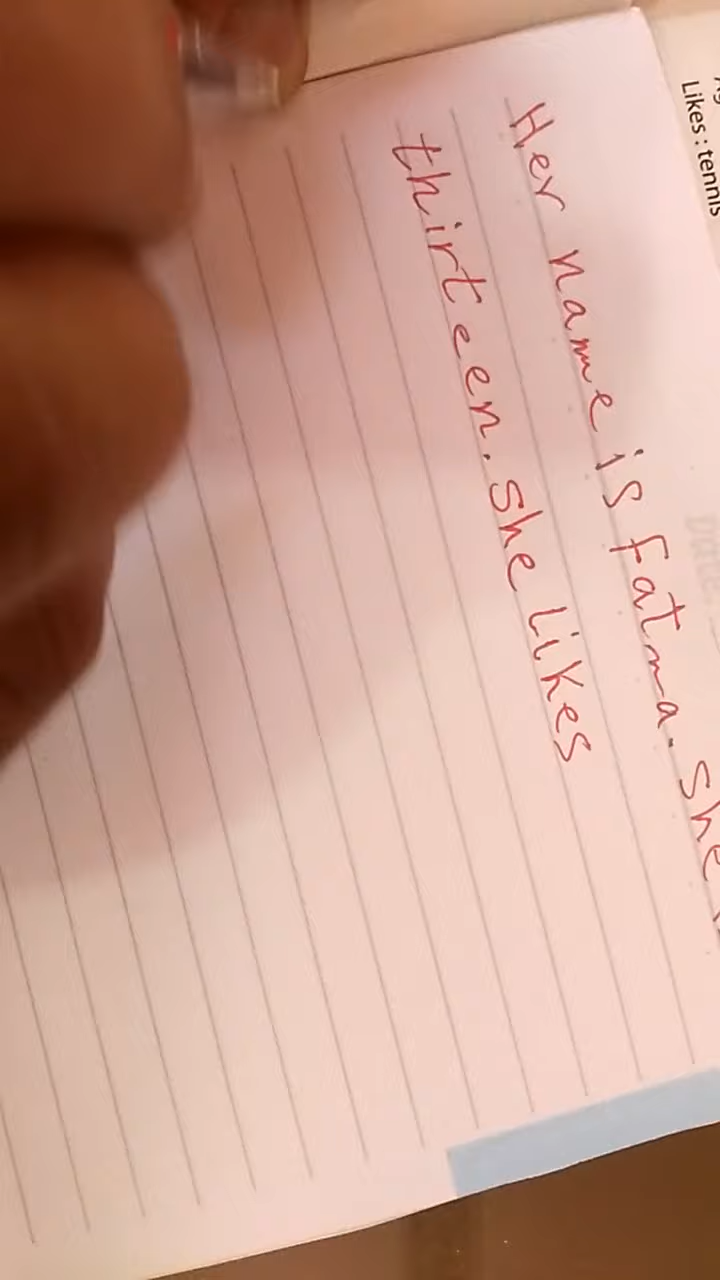 Likes : tennis
Her name is fatma. she
thirteen. she Likes